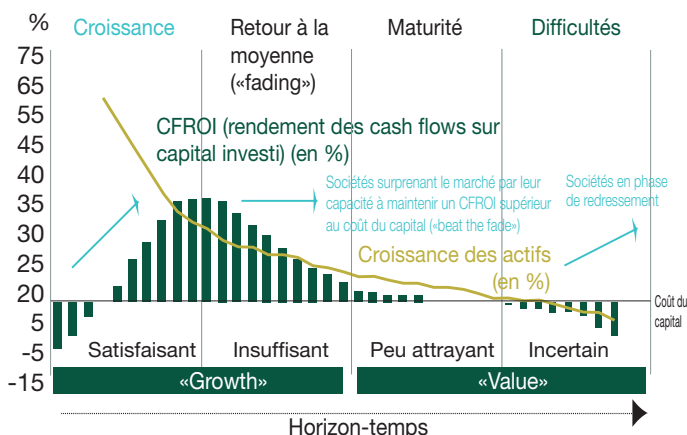 %
Croissance
Retour à la
moyenne
(«fading»)
Maturité
Difficultés
75
65
55
45
40
35
30
25
20
5
-5
-15
CFROI (rendement des cash flows sur
capital investi) (en %)
Sociétés surprenant le marché par leur
capacité à maintenir un CFROI supérieur
au coût du capital («beat the fade»)
Sociétés en phase
de redressement
Croissance des actifs
(en %)
Coût du
capital
Satisfaisant
Insuffisant
Peu attrayant
Incertain
«Growth»
«Value»
Horizon-temps